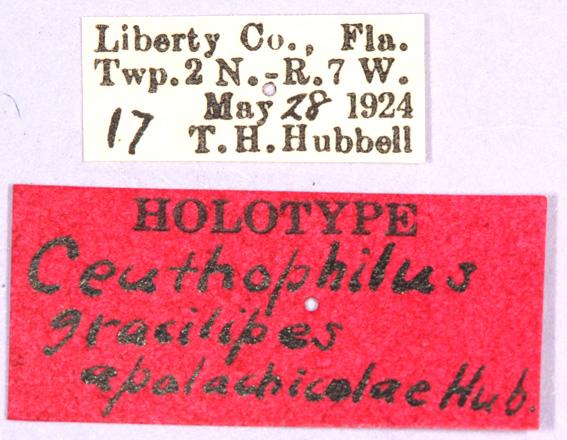 Liberty Co., Fla.
Twp. 2 N.-R. 7 W.
May 28 1924
17 T. H. Hubbell
HOLOTYPE
Ceuthophilus
gracilipes
apalachicolae Hub.